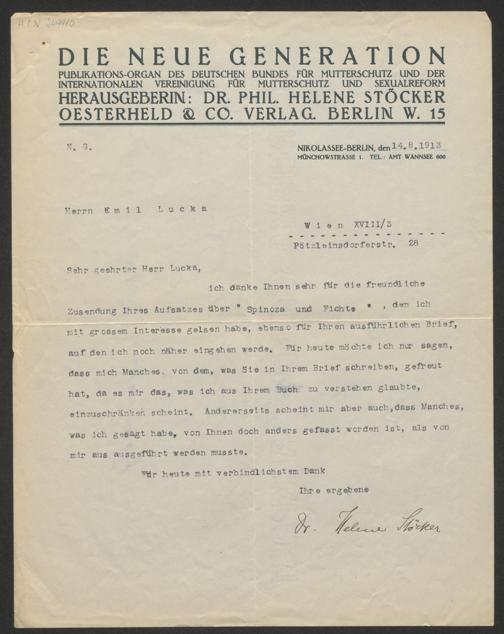 H I N 204410
DIE NEUE GENERATION
PUBLIKATIONS-ORGAN DES DEUTSCHEN BUNDES FÜR MUTTERSCHUTZ UND DER
INTERNATIONALEN VEREINIGUNG FÜR MUTTERSCHUTZ UND SEXUALREFORM
HERAUSGEBERIN: DR. PHIL. HELENE STÖCKER
OESTERHELD & CO. VERLAG. BERLIN W. 15
N. G.
NIKOLASSEE-BERLIN, den 14.8.1913
MÜNCHOWSTRASSE 1. TEL.: AMT WANNSEE 600
Herrn Emil Lucka
Wien XVIII/3
Pötzleinsdorferstr. 28
Sehr geehrter Herr Lucka,
ich danke Ihnen sehr für die freundliche
Zusendung Ihres Aufsatzes über " Spinoza und Fichte " , den ich
mit grossem Interesse gelsen habe, ebenso für Ihren ausführlichen Brief,
auf den ich noch näher eingehen werde. Für heute möchte ich nur sagen,
dass mich Manches, von dem, was Sie in Ihrem Brief schreiben, gefreut
hat, da es mir das, was ich aus Ihrem Buch zu verstehen glaubte,
einzuschränken scheint. Andererseits scheint mir aber auch,dass Manches,
was ich gesagt habe, von Ihnen doch anders gefasst worden ist, als von
mir aus ausgeführt werden musste.
Für heute mit verbindlichstem Dank
Ihre ergebene
Dr. Helene Stöcker